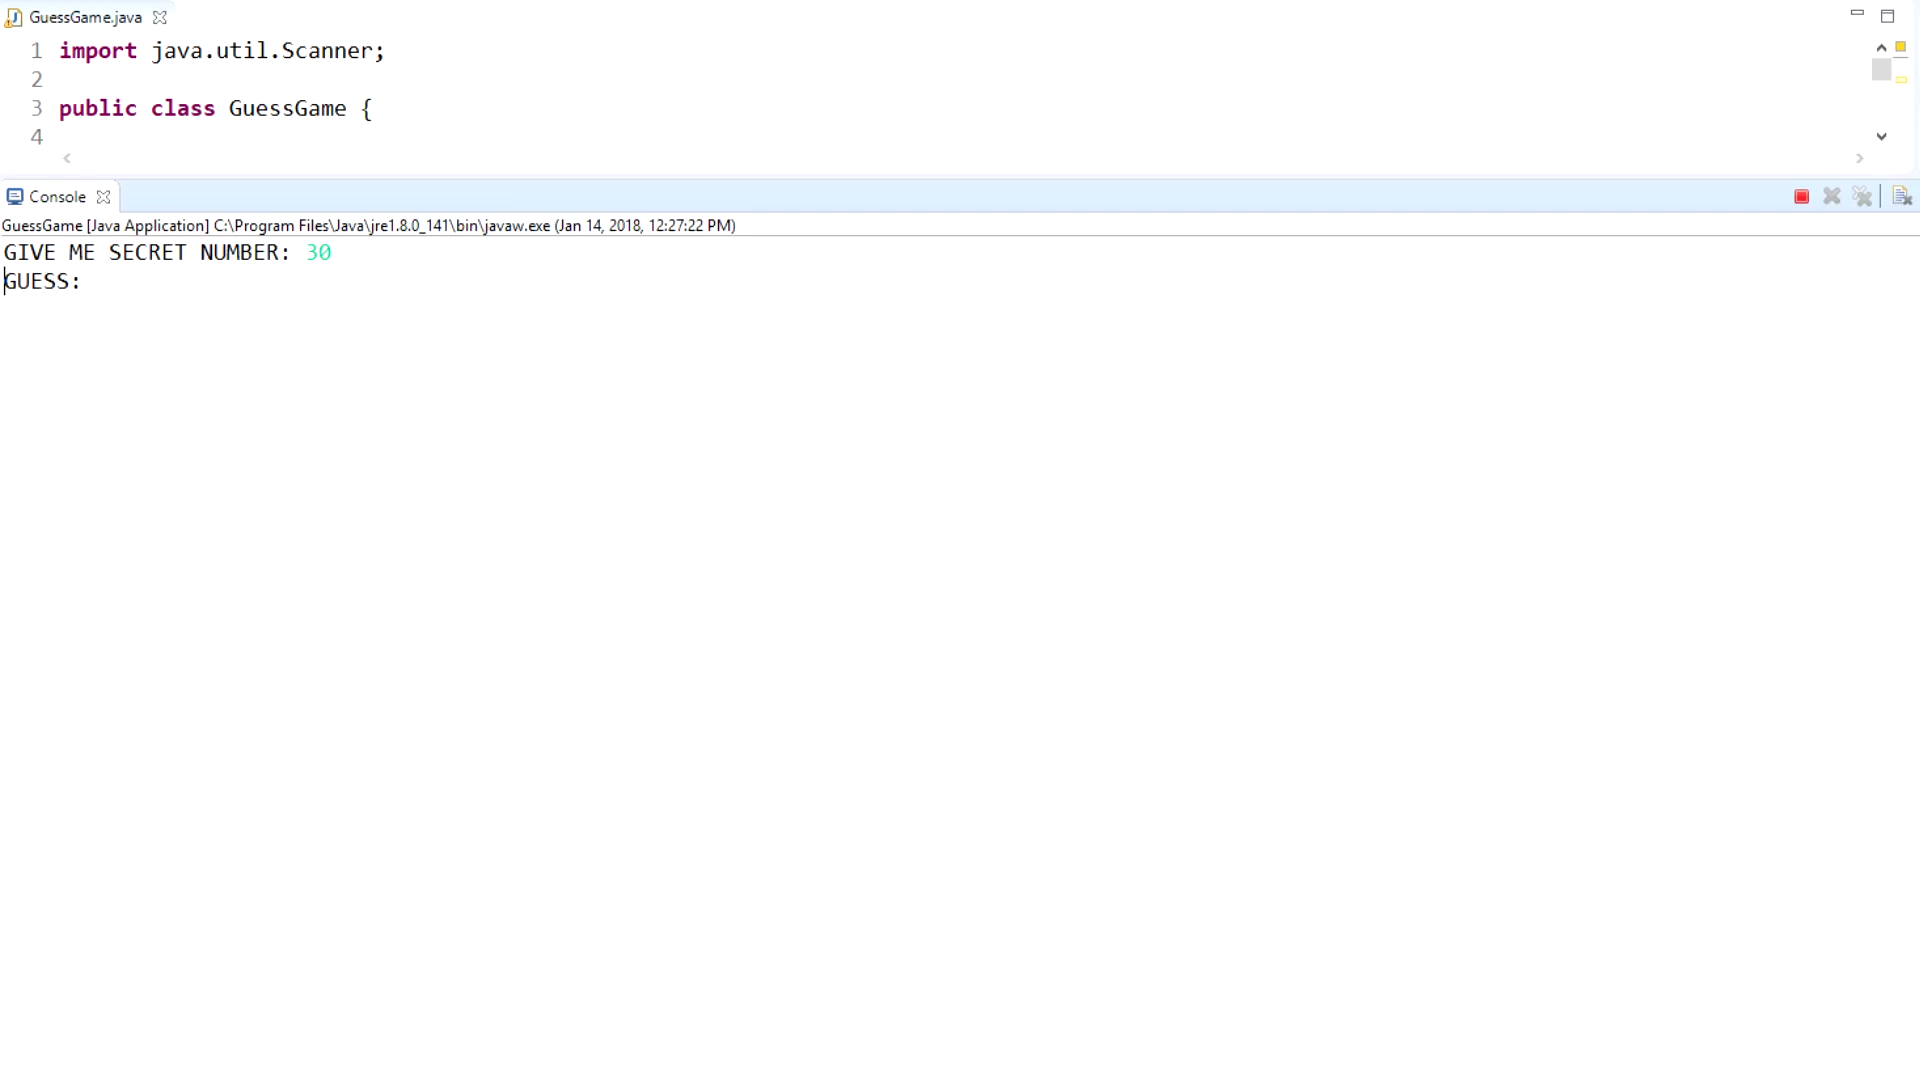 GuessGame.java
1 import java.util.Scanner;
2
3 public class GuessGame {
4
Console
GuessGame [Java Application] C:\Program Files\Java\jre1.8.0_141\bin\javaw.exe (Jan 14, 2018, 12:27:22 PM)
GIVE ME SECRET NUMBER: 30
GUESS: